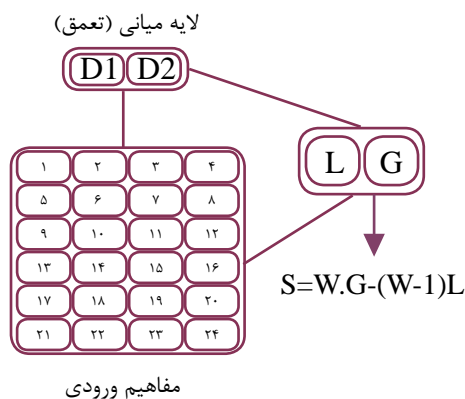 لایه میانی (تعمق)
D1 D2
L G
۱ ۲ ۳ ۴
۵ ۶ ۷ ۸
۹ ۱۰ ۱۱ ۱۲
۱۳ ۱۴ ۱۵ ۱۶
۱۷ ۱۸ ۱۹ ۲۰
۲۱ ۲۲ ۲۳ ۲۴
S=W.G-(W-1)L
مفاهیم ورودی